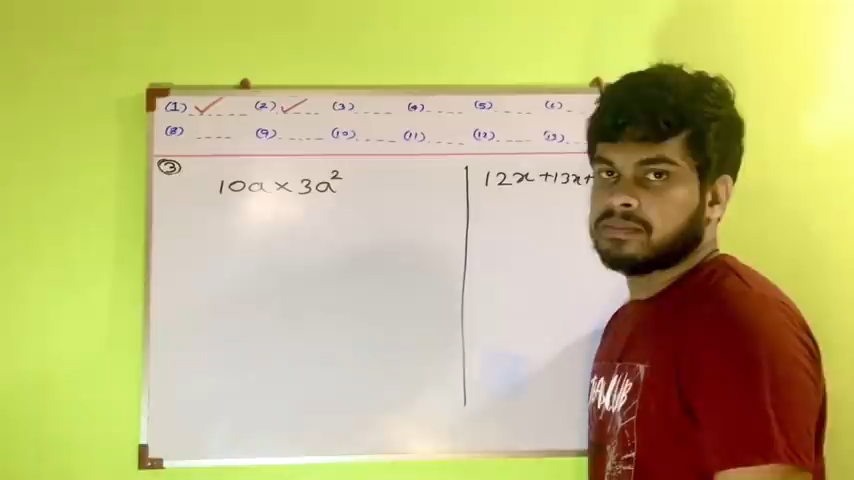 (1) ✓ (2) ✓ (3) (4) (5) (6)
(8) (9) (10) (11) (12) (13)
③
10a × 3a²
12x + 13x +